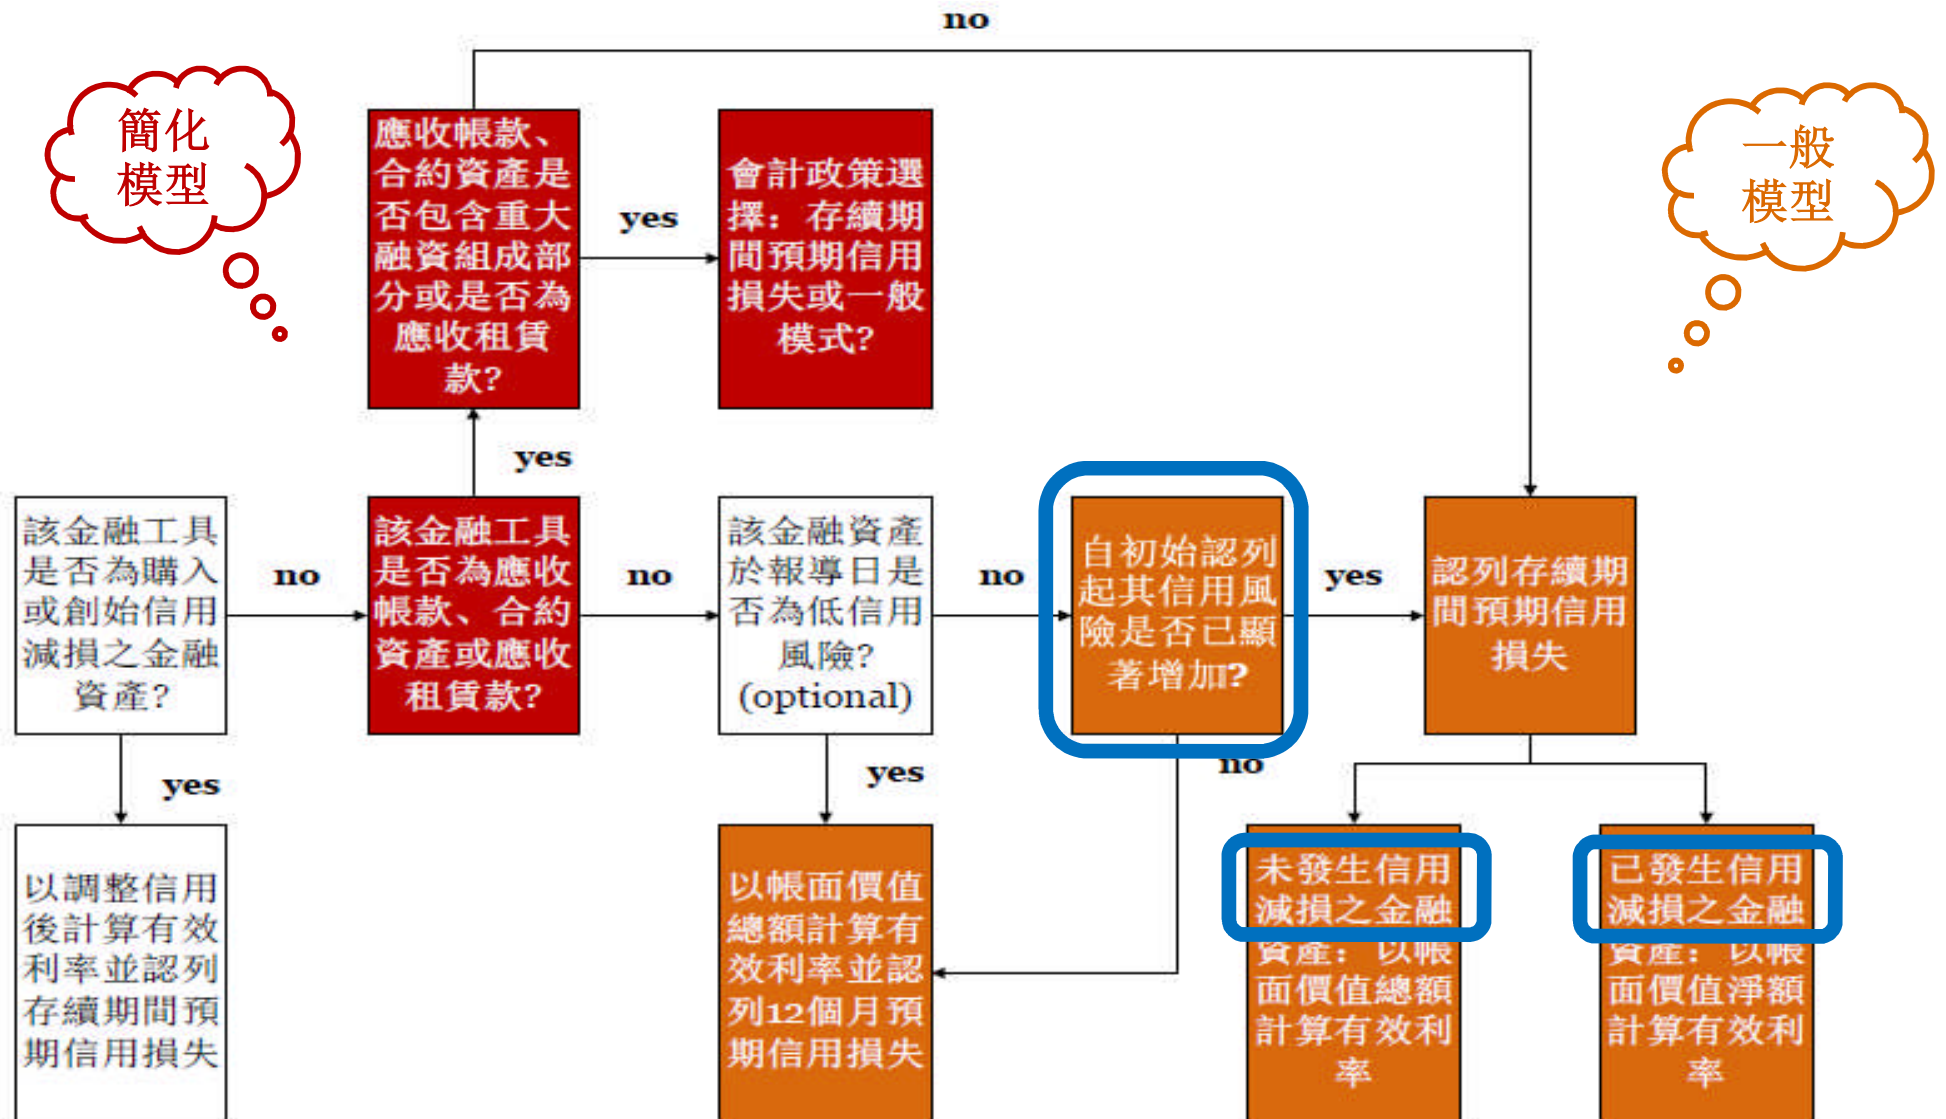 no
簡化
模型
一般
模型
應收帳款、
合約資產是
否包含重大
融資組成部
分或是否為
應收租賃
款?
yes
會計政策選
擇：存續期
間預期信用
損失或一般
模式?
yes
該金融工具
是否為購入
或創始信用
減損之金融
資產?
no
該金融工具
是否為應收
帳款、合約
資產或應收
租賃款?
no
該金融資產
於報導日是
否為低信用
風險?
(optional)
no
自初始認列
起其信用風
險是否已顯
著增加?
yes
認列存續期
間預期信用
損失
yes
yes
no
以調整信用
後計算有效
利率並認列
存續期間預
期信用損失
以帳面價值
總額計算有
效利率並認
列12個月預
期信用損失
未發生信用
減損之金融
資產：以帳
面價值總額
計算有效利
率
已發生信用
減損之金融
資產：以帳
面價值淨額
計算有效利
率